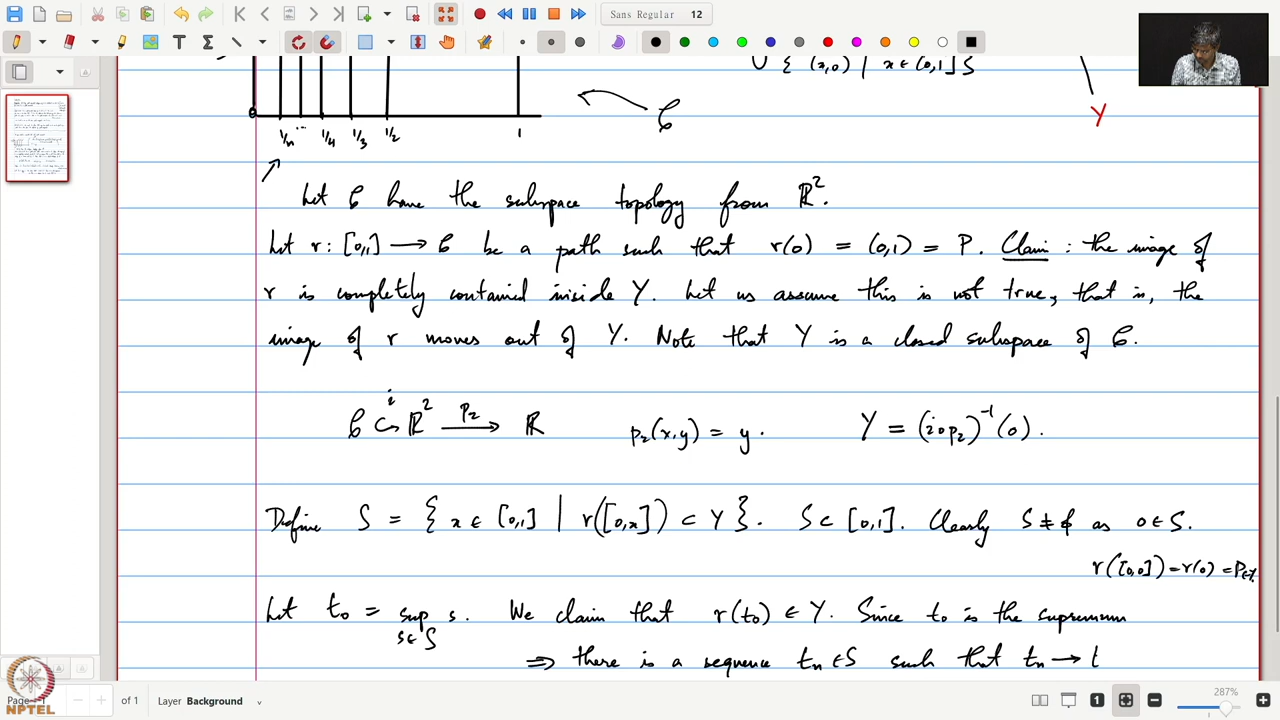 Sans Regular 12
∪ { (x,0) | x ∈ (0,1] }
Y
1/n ... 1/4 1/3 1/2 1
C
Let C have the subspace topology from ℝ².
Let r: [0,1] ⟶ C be a path such that r(0) = (0,1) = P. Claim: the image of
r is completely contained inside Y. Let us assume this is not true, that is, the
image of r moves out of Y. Note that Y is a closed subspace of C.
C ↪ᶦ ℝ² ⟶ᵖ² ℝ p₂(x,y) = y. Y = (i∘p₂)⁻¹(0).
Define S = { x ∈ [0,1] | r([0,x]) ⊂ Y }. S ⊂ [0,1]. Clearly S ≠ ϕ as 0 ∈ S.
r([0,0]) = r(0) = P ∈ Y.
Let t₀ = sup s. We claim that r(t₀) ∈ Y. Since t₀ is the supremum
s∈S
⇒ there is a sequence tₙ ∈ S such that tₙ ⟶ t
NPTEL
Page 1 of 1 Layer Background 287%